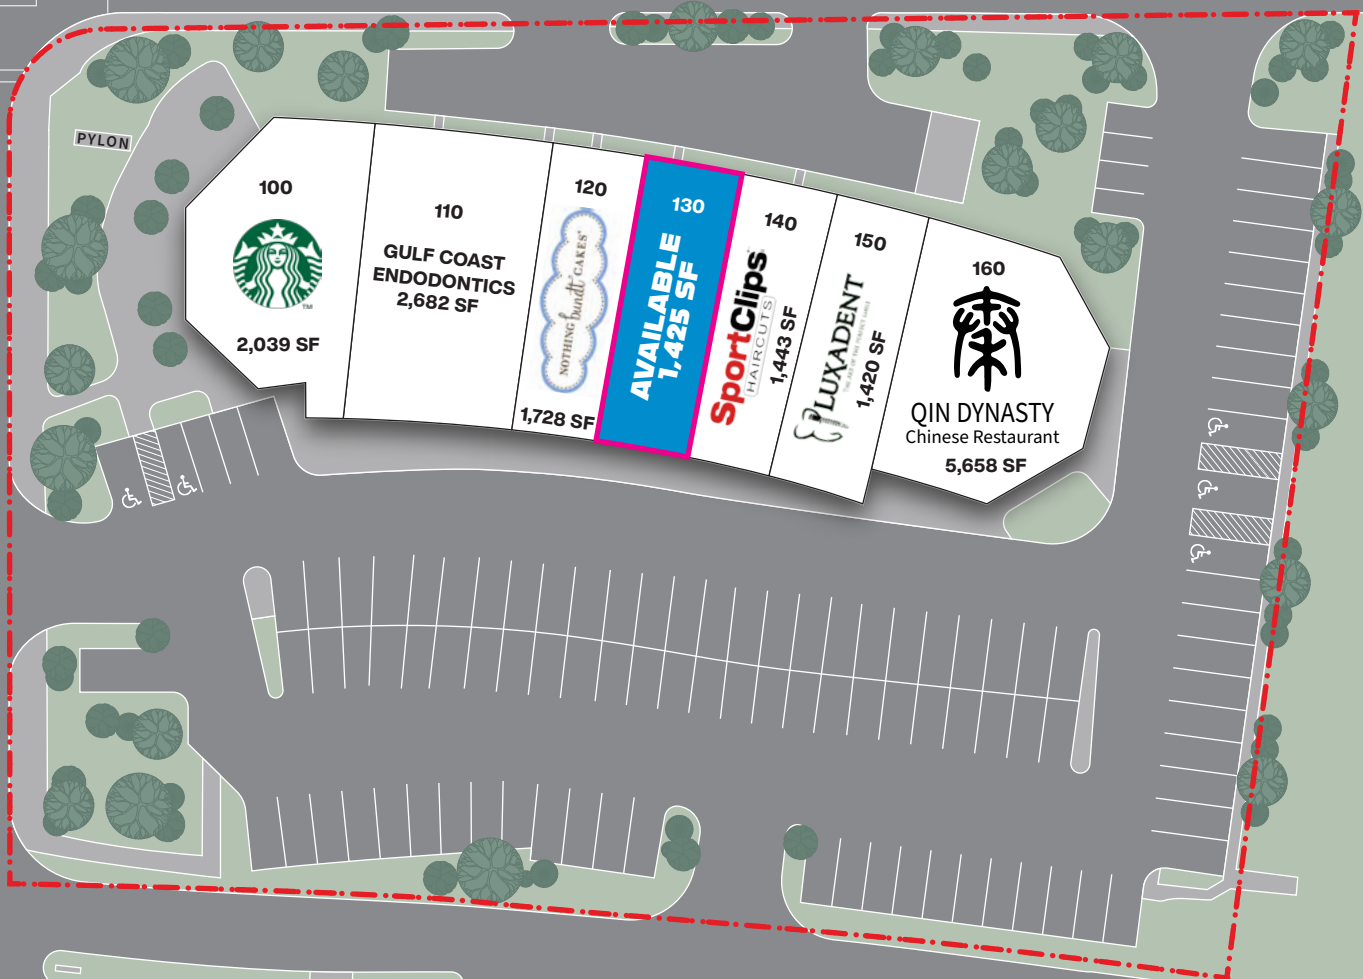 PYLON
100
TM
2,039 SF
110
GULF COAST
ENDODONTICS
2,682 SF
120
NOTHING bundt CAKES
1,728 SF
130
AVAILABLE
1,425 SF
140
SportClips
HAIRCUTS
1,443 SF
150
LUXADENT
1,420 SF
160
QIN DYNASTY
Chinese Restaurant
5,658 SF